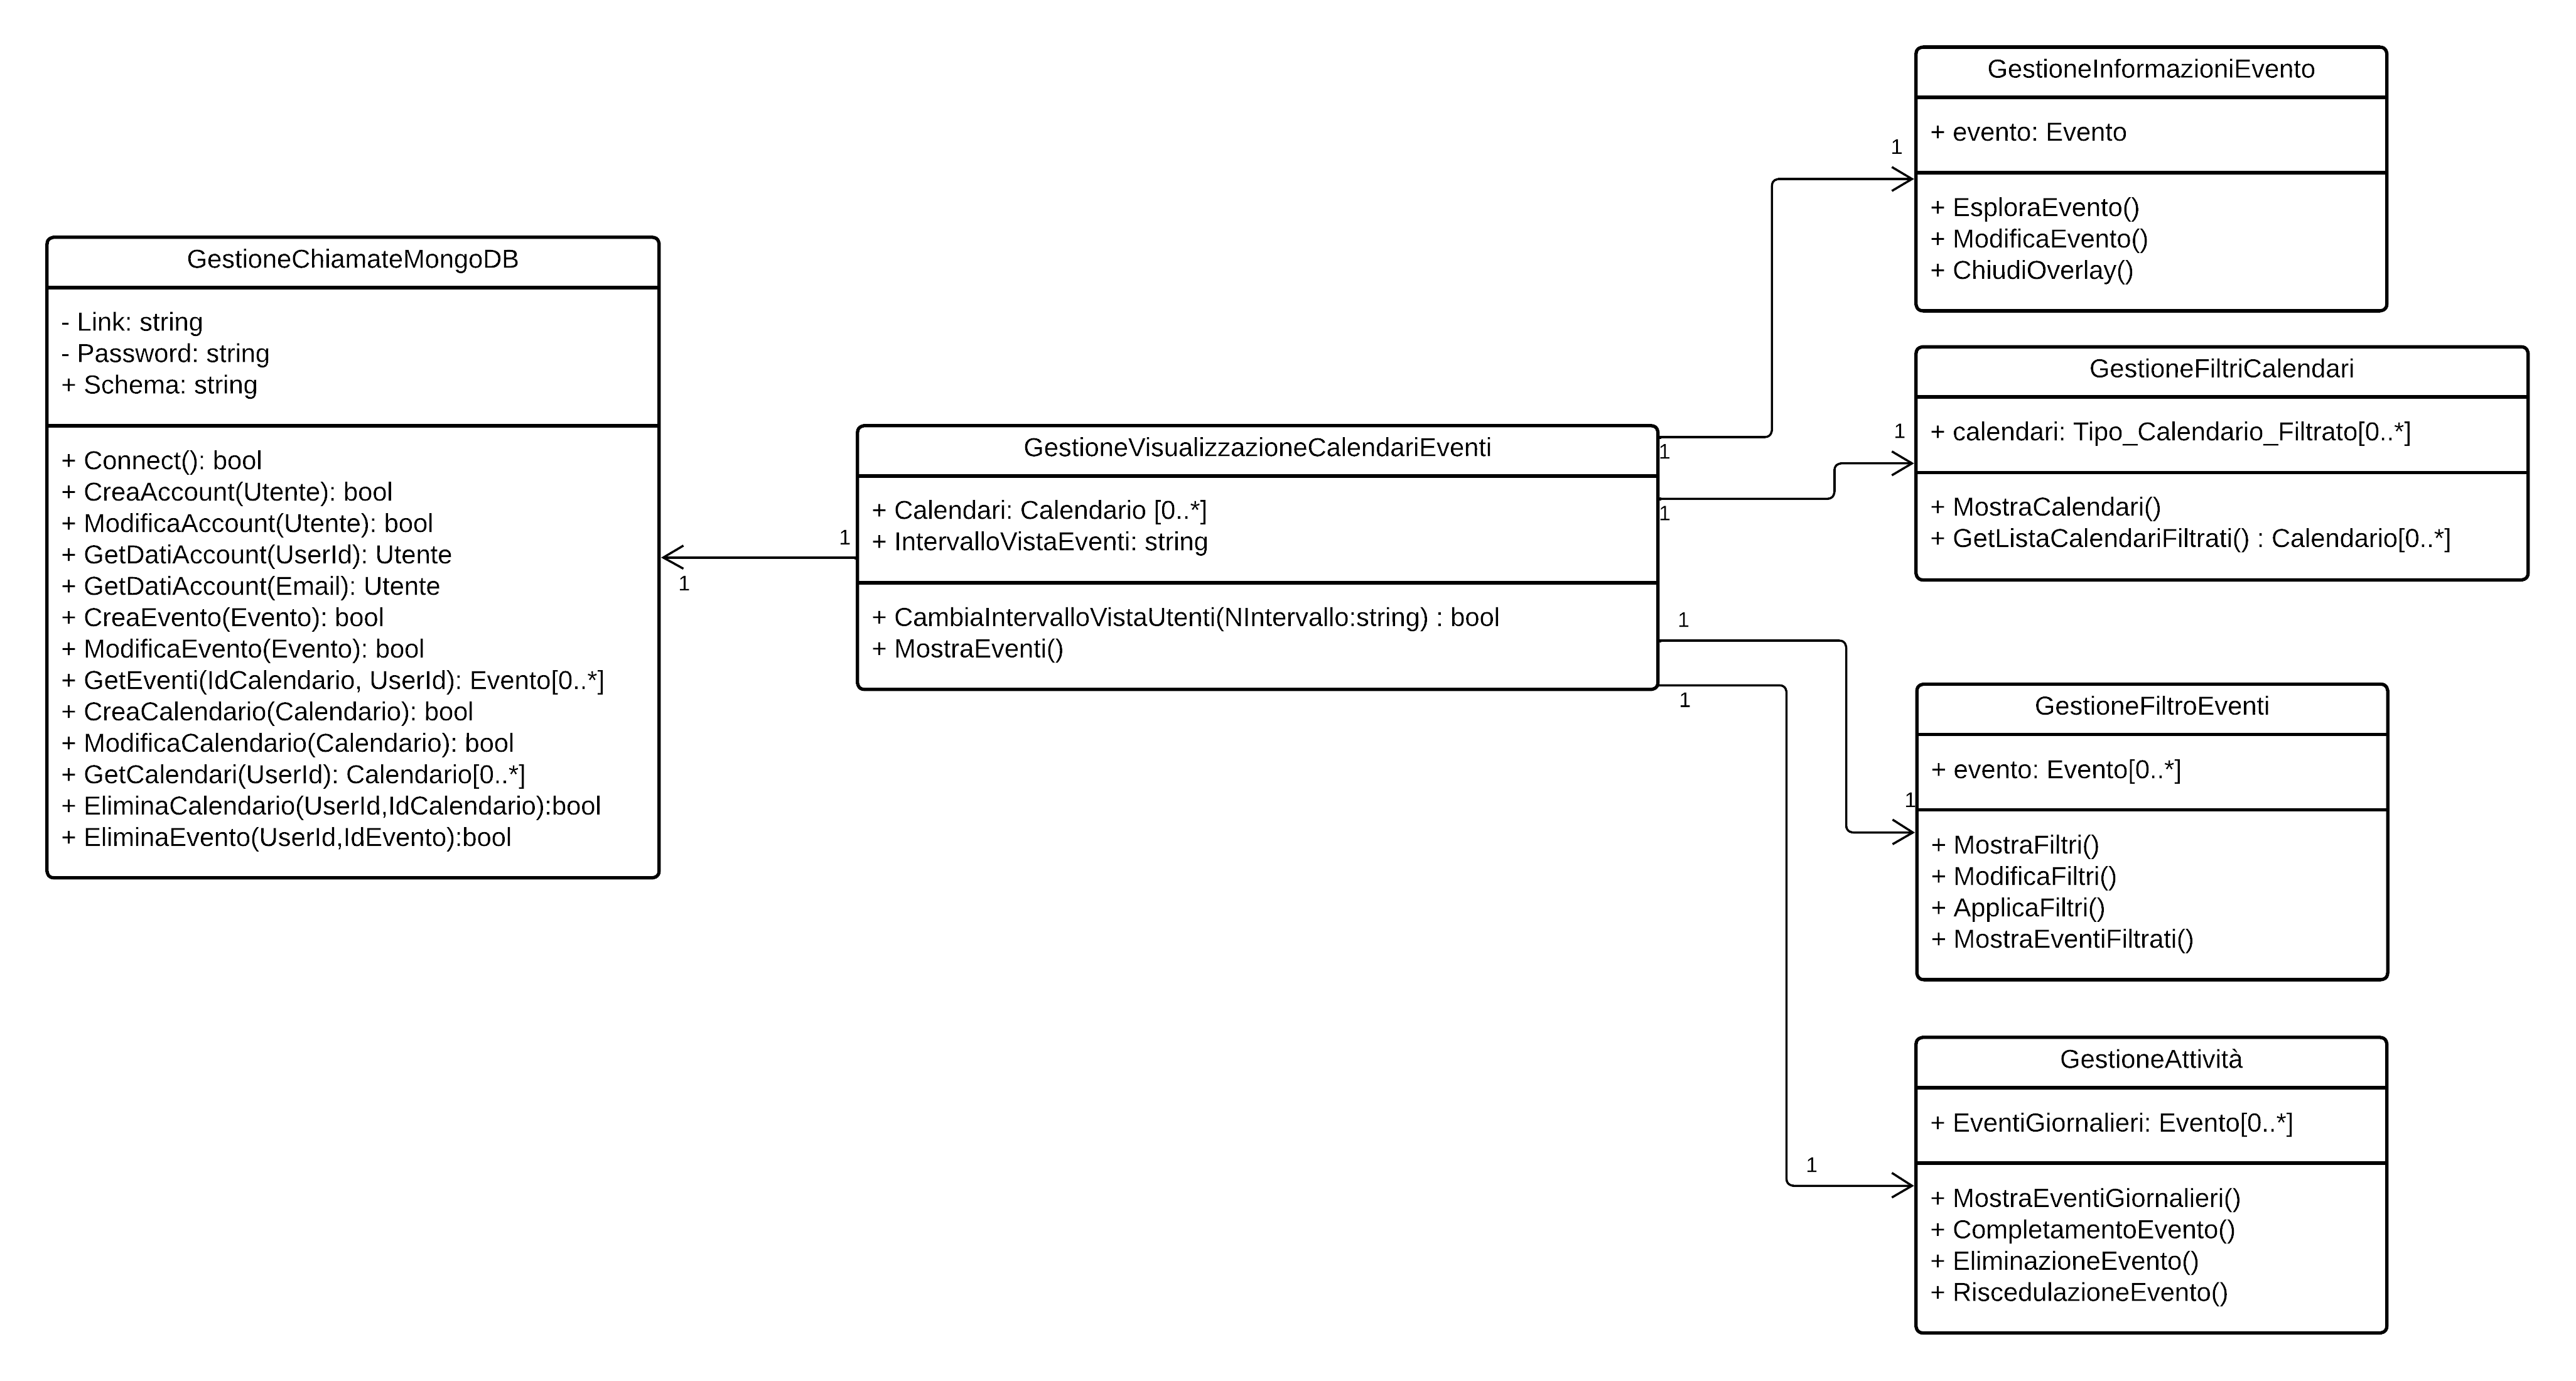 GestioneChiamateMongoDB
- Link: string
- Password: string
+ Schema: string
+ Connect(): bool
+ CreaAccount(Utente): bool
+ ModificaAccount(Utente): bool
+ GetDatiAccount(UserId): Utente
+ GetDatiAccount(Email): Utente
+ CreaEvento(Evento): bool
+ ModificaEvento(Evento): bool
+ GetEventi(IdCalendario, UserId): Evento[0..*]
+ CreaCalendario(Calendario): bool
+ ModificaCalendario(Calendario): bool
+ GetCalendari(UserId): Calendario[0..*]
+ EliminaCalendario(UserId,IdCalendario):bool
+ EliminaEvento(UserId,IdEvento):bool
1
1
GestioneVisualizzazioneCalendariEventi
+ Calendari: Calendario [0..*]
+ IntervalloVistaEventi: string
+ CambiaIntervalloVistaUtenti(NIntervallo:string) : bool
+ MostraEventi()
1
1
1
1
1
GestioneInformazioniEvento
+ evento: Evento
+ EsploraEvento()
+ ModificaEvento()
+ ChiudiOverlay()
1
GestioneFiltriCalendari
+ calendari: Tipo_Calendario_Filtrato[0..*]
+ MostraCalendari()
+ GetListaCalendariFiltrati() : Calendario[0..*]
1
GestioneFiltroEventi
+ evento: Evento[0..*]
+ MostraFiltri()
+ ModificaFiltri()
+ ApplicaFiltri()
+ MostraEventiFiltrati()
1
GestioneAttività
+ EventiGiornalieri: Evento[0..*]
+ MostraEventiGiornalieri()
+ CompletamentoEvento()
+ EliminazioneEvento()
+ RiscedulazioneEvento()